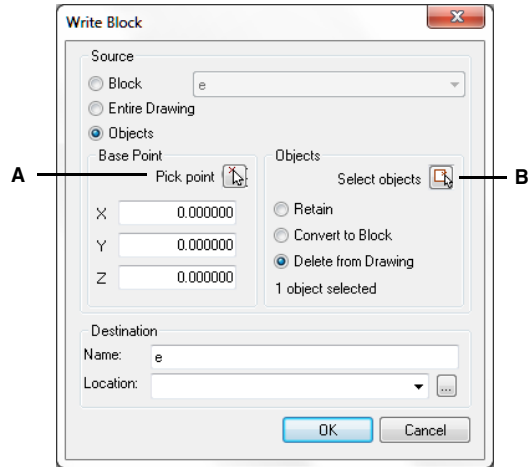 Write Block
Source
Block
e
Entire Drawing
Objects
Base Point
A
Pick point
X 0.000000
Y 0.000000
Z 0.000000
Objects
Select objects
B
Retain
Convert to Block
Delete from Drawing
1 object selected
Destination
Name: e
Location:
...
OK Cancel